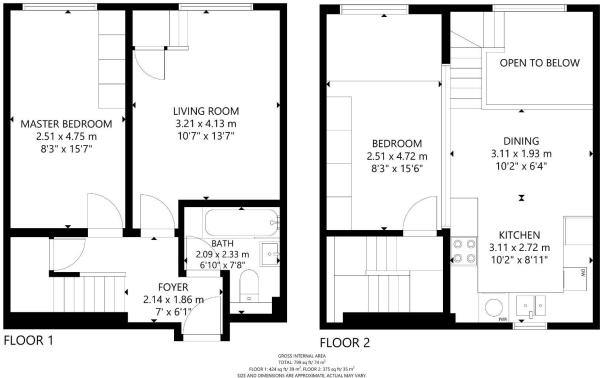 MASTER BEDROOM
2.51 x 4.75 m
8'3" x 15'7"
LIVING ROOM
3.21 x 4.13 m
10'7" x 13'7"
BATH
2.09 x 2.33 m
6'10" x 7'8"
FOYER
2.14 x 1.86 m
7' x 6'1"
FLOOR 1
OPEN TO BELOW
BEDROOM
2.51 x 4.72 m
8'3" x 15'6"
DINING
3.11 x 1.93 m
10'2" x 6'4"
KITCHEN
3.11 x 2.72 m
10'2" x 8'11"
DW
FLOOR 2
GROSS INTERNAL AREA
TOTAL: 799 sq ft/ 74 m²
FLOOR 1: 424 sq ft/ 39 m², FLOOR 2: 375 sq ft/ 35 m²
SIZE AND DIMENSIONS ARE APPROXIMATE, ACTUAL MAY VARY.